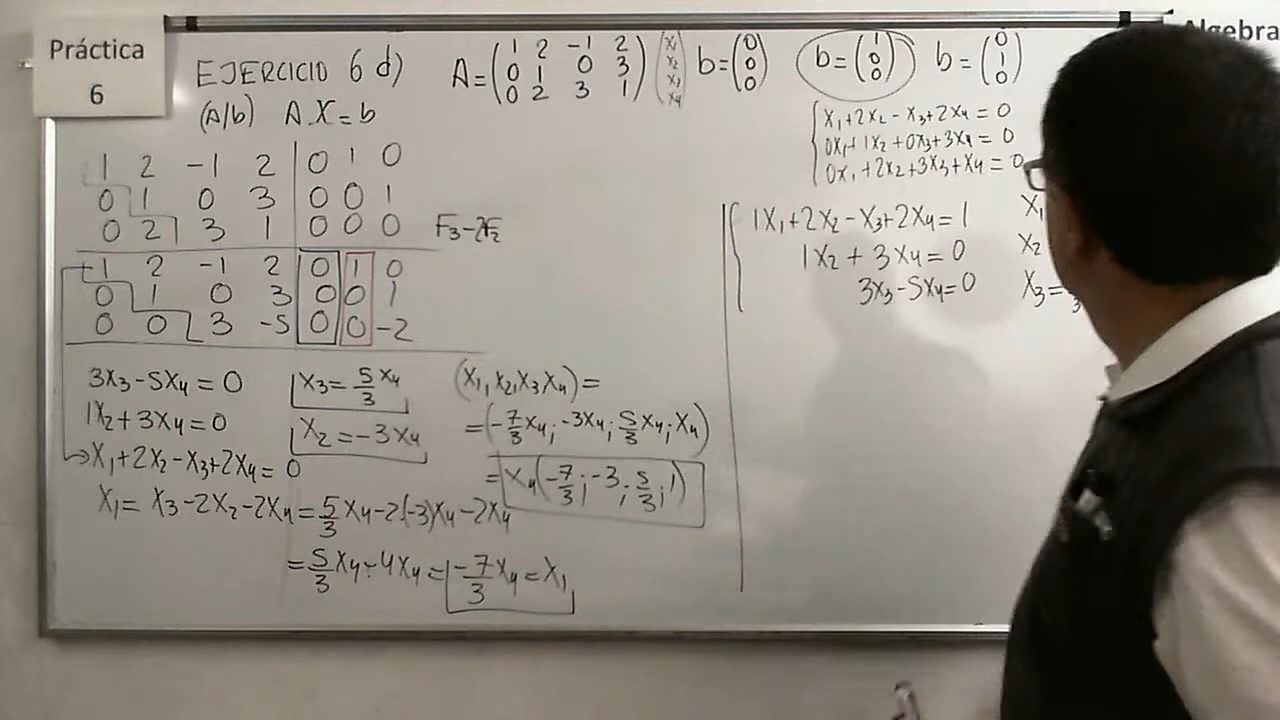 Práctica
6
Algebra
EJERCICIO 6 d)
A=(1 2 -1 2
0 1 0 3
0 2 3 1)
(x₁
x₂
x₃
x₄)
b=(0
0
0)
b=(1
0
0)
b=(0
1
0)
(A/b) A.X=b
1 2 -1 2 | 0 1 0
0 1 0 3 | 0 0 1
0 2 3 1 | 0 0 0 F₃-2F₂
1 2 -1 2 | 0 1 0
0 1 0 3 | 0 0 1
0 0 3 -5 | 0 0 -2
3x₃-5x₄=0
1x₂+3x₄=0
x₁+2x₂-x₃+2x₄=0
x₃=5/3 x₄
x₂=-3x₄
x₁= x₃-2x₂-2x₄=5/3 x₄-2(-3)x₄-2x₄
=5/3 x₄-4x₄=-7/3 x₄=x₁
(x₁,x₂,x₃x₄)=
=(-7/3 x₄;-3x₄;5/3 x₄;x₄)
=x₄(-7/3;-3;5/3;1)
x₁+2x₂-x₃+2x₄=0
0x₁+1x₂+0x₃+3x₄=0
0x₁+2x₂+3x₃+x₄=0
1x₁+2x₂-x₃+2x₄=1
1x₂+3x₄=0
3x₃-5x₄=0
x₁
x₂
x₃=